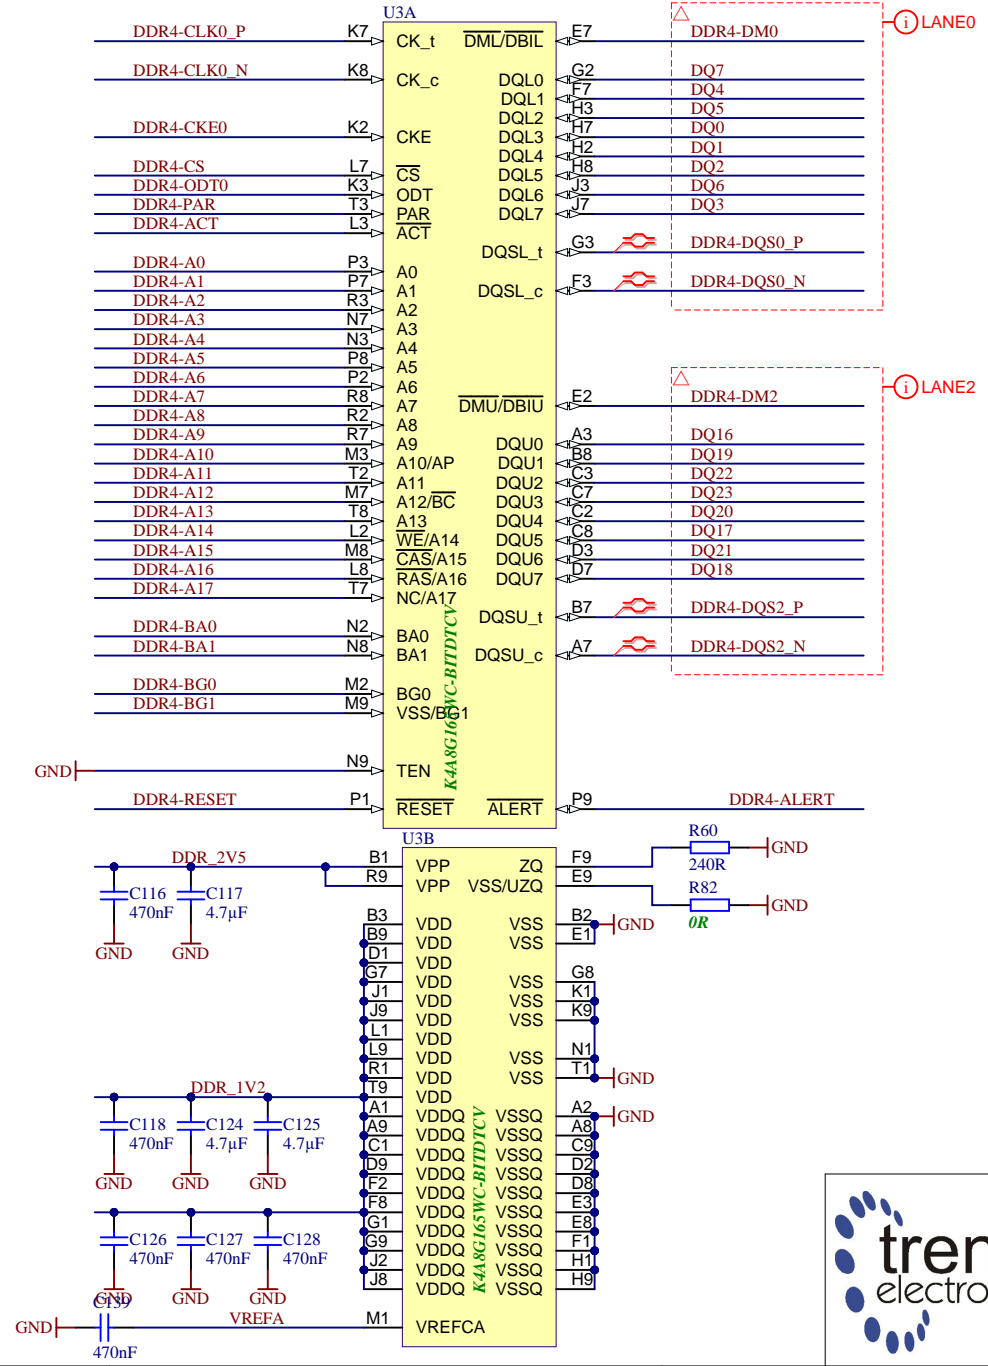 U3A
DDR4-CLK0_P K7 CK_t DML/DBIL E7 DDR4-DM0 LANE0
DDR4-CLK0_N K8 CK_c DQL0 G2 DQ7
DQL1 F7 DQ4
DQL2 H3 DQ5
DDR4-CKE0 K2 CKE DQL3 H7 DQ0
DQL4 H2 DQ1
DDR4-CS L7 CS DQL5 H8 DQ2
DDR4-ODT0 K3 ODT DQL6 J3 DQ6
DDR4-PAR T3 PAR DQL7 J7 DQ3
DDR4-ACT L3 ACT
DQSL_t G3 DDR4-DQS0_P
DDR4-A0 P3 A0
DDR4-A1 P7 A1 DQSL_c F3 DDR4-DQS0_N
DDR4-A2 R3 A2
DDR4-A3 N7 A3
DDR4-A4 N3 A4
DDR4-A5 P8 A5
DDR4-A6 P2 A6 LANE2
DDR4-A7 R8 A7 DMU/DBIU E2 DDR4-DM2
DDR4-A8 R2 A8
DDR4-A9 R7 A9 DQU0 A3 DQ16
DDR4-A10 M3 A10/AP DQU1 B8 DQ19
DDR4-A11 T2 A11 DQU2 C3 DQ22
DDR4-A12 M7 A12/BC DQU3 C7 DQ23
DDR4-A13 T8 A13 DQU4 C2 DQ20
DDR4-A14 L2 WE/A14 DQU5 C8 DQ17
DDR4-A15 M8 CAS/A15 DQU6 D3 DQ21
DDR4-A16 L8 RAS/A16 DQU7 D7 DQ18
DDR4-A17 T7 NC/A17
DQSU_t B7 DDR4-DQS2_P
DDR4-BA0 N2 BA0
DDR4-BA1 N8 BA1 DQSU_c A7 DDR4-DQS2_N
DDR4-BG0 M2 BG0
DDR4-BG1 M9 VSS/BG1
K4A8G165WC-BITDTCV
GND N9 TEN
DDR4-RESET P1 RESET ALERT P9 DDR4-ALERT
U3B
DDR_2V5 B1 VPP ZQ F9 R60 240R GND
R9 VPP VSS/UZQ E9 R82 0R GND
C116 470nF GND
C117 4.7µF GND
B3 VDD VSS B2 GND
B9 VDD VSS E1
D1 VDD
G7 VDD VSS G8
J1 VDD VSS K1
J9 VDD VSS K9
L1 VDD
L9 VDD VSS N1
R1 VDD VSS T1 GND
DDR_1V2 T9 VDD
A1 VDDQ VSSQ A2 GND
A9 VDDQ VSSQ A8
C1 VDDQ VSSQ C9
D9 VDDQ VSSQ D2
F2 VDDQ VSSQ D8
F8 VDDQ VSSQ E3
G1 VDDQ VSSQ E8
G9 VDDQ VSSQ F1
J2 VDDQ VSSQ H1
J8 VDDQ VSSQ H9
K4A8G165WC-BITDTCV
C118 470nF GND
C124 4.7µF GND
C125 4.7µF GND
C126 470nF GND
C127 470nF GND
C128 470nF GND
GND C139 470nF VREFA M1 VREFCA
tren
electro